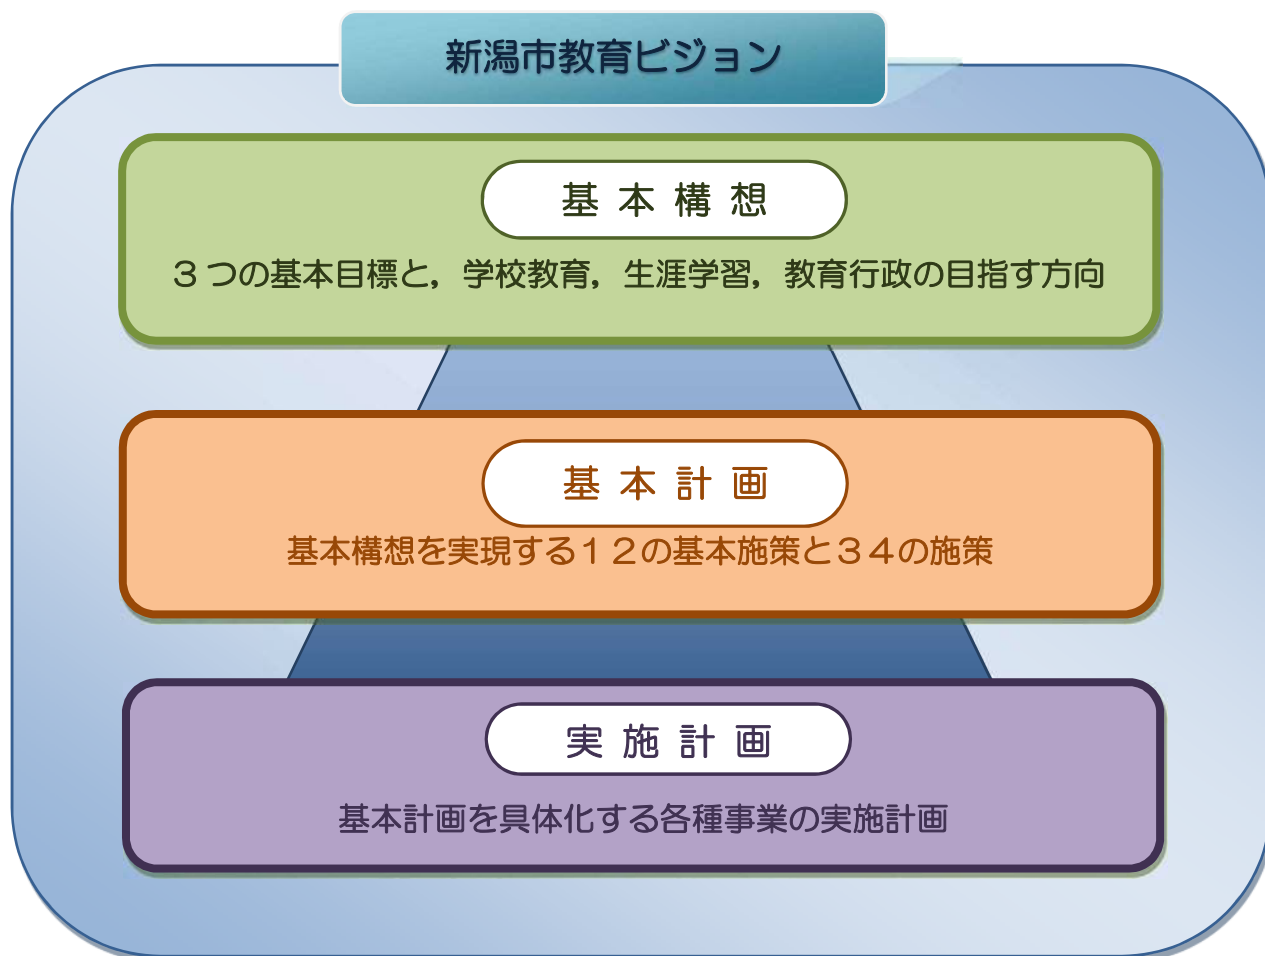 新潟市教育ビジョン
基本構想
3つの基本目標と，学校教育，生涯学習，教育行政の目指す方向
基本計画
基本構想を実現する１２の基本施策と３４の施策
実施計画
基本計画を具体化する各種事業の実施計画